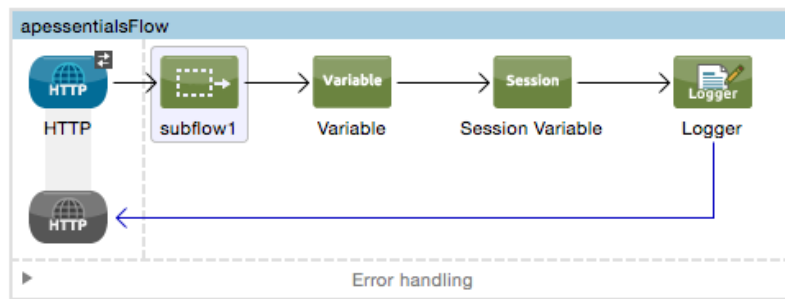 apessentialsFlow
HTTP
Variable
Session
Logger
HTTP
subflow1
Variable
Session Variable
Logger
HTTP
Error handling